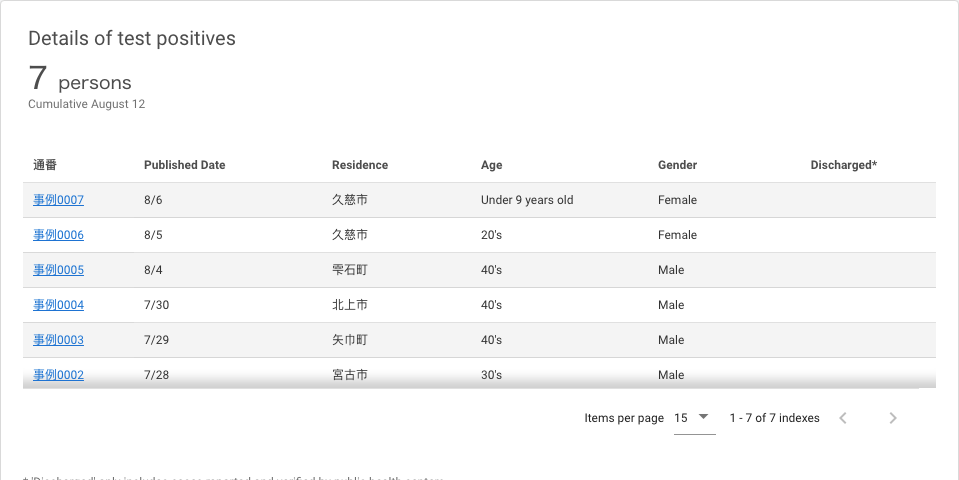 Details of test positives
7 persons
Cumulative August 12
通番 Published Date Residence Age Gender Discharged*
事例0007 8/6 久慈市 Under 9 years old Female
事例0006 8/5 久慈市 20's Female
事例0005 8/4 雫石町 40's Male
事例0004 7/30 北上市 40's Male
事例0003 7/29 矢巾町 40's Male
事例0002 7/28 宮古市 30's Male
Items per page 15 1 - 7 of 7 indexes